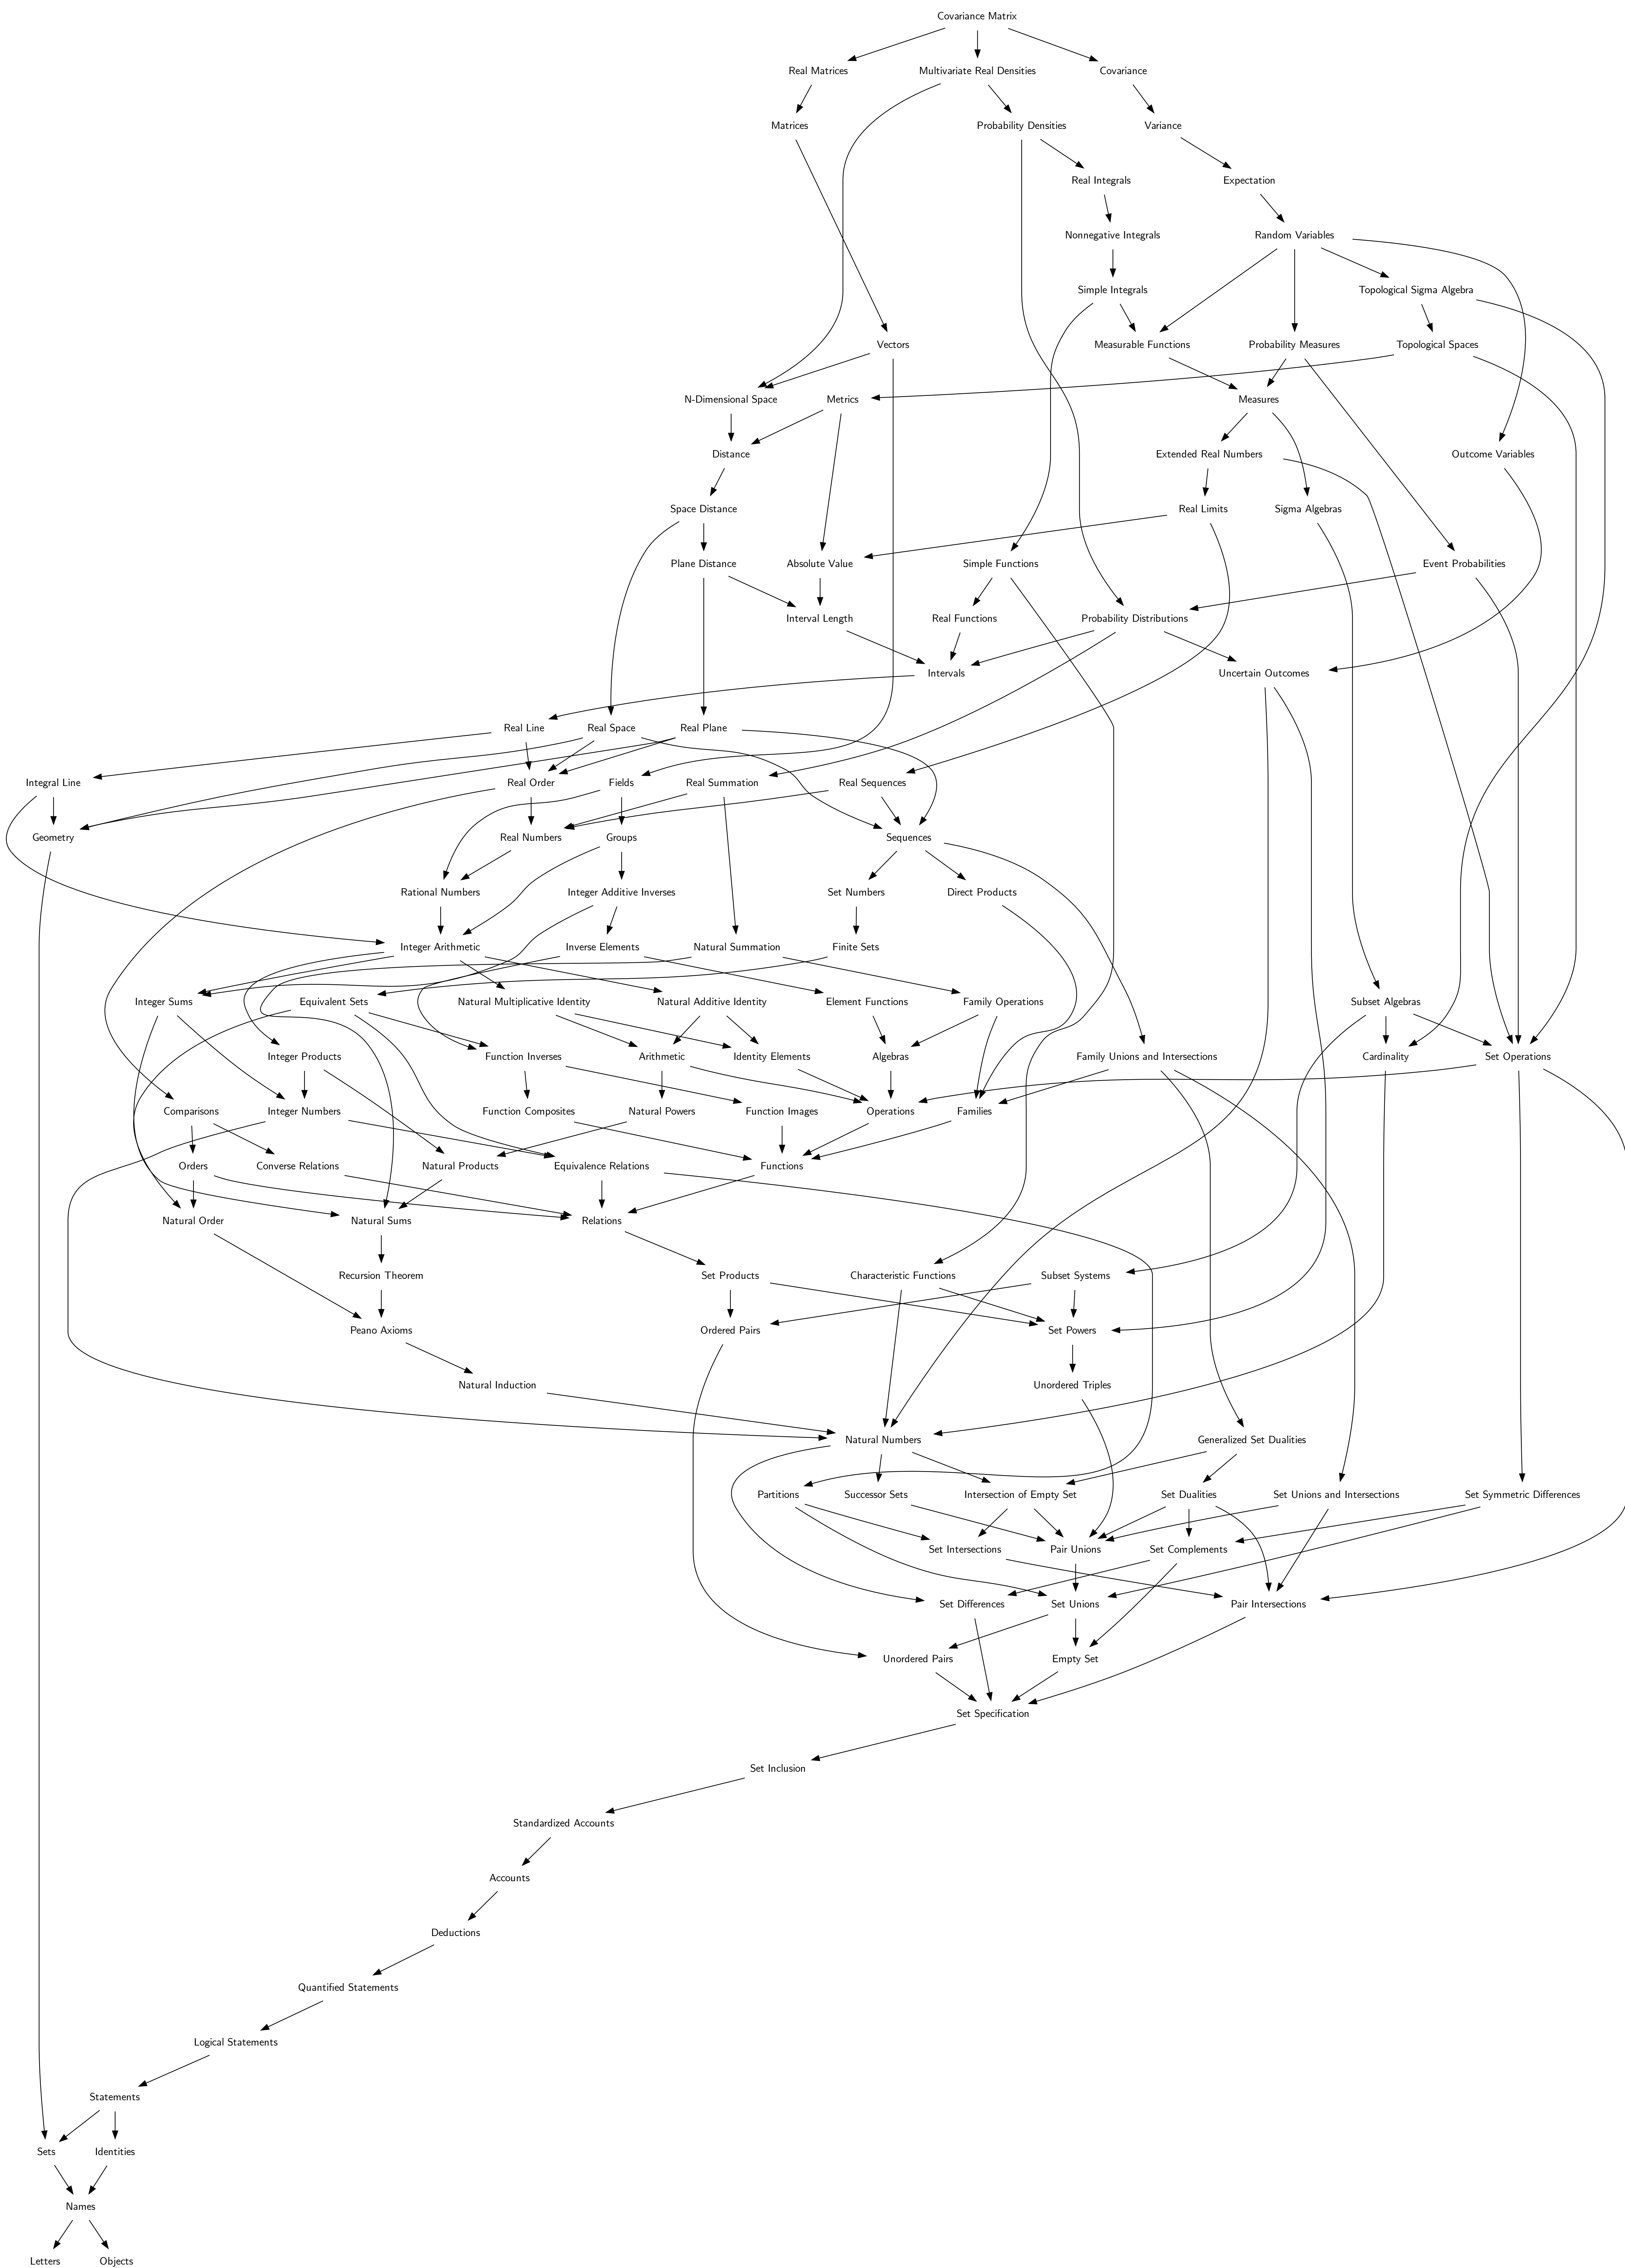 Covariance Matrix
Real Matrices
Multivariate Real Densities
Covariance
Matrices
Probability Densities
Variance
Real Integrals
Expectation
Nonnegative Integrals
Random Variables
Simple Integrals
Topological Sigma Algebra
Vectors
Measurable Functions
Probability Measures
Topological Spaces
N-Dimensional Space
Metrics
Measures
Distance
Extended Real Numbers
Outcome Variables
Space Distance
Real Limits
Sigma Algebras
Plane Distance
Absolute Value
Simple Functions
Event Probabilities
Interval Length
Real Functions
Probability Distributions
Intervals
Uncertain Outcomes
Real Line
Real Space
Real Plane
Integral Line
Real Order
Fields
Real Summation
Real Sequences
Geometry
Real Numbers
Groups
Sequences
Rational Numbers
Integer Additive Inverses
Set Numbers
Direct Products
Integer Arithmetic
Inverse Elements
Natural Summation
Finite Sets
Integer Sums
Equivalent Sets
Natural Multiplicative Identity
Natural Additive Identity
Element Functions
Family Operations
Subset Algebras
Integer Products
Function Inverses
Arithmetic
Identity Elements
Algebras
Family Unions and Intersections
Cardinality
Set Operations
Comparisons
Integer Numbers
Function Composites
Natural Powers
Function Images
Operations
Families
Orders
Converse Relations
Natural Products
Equivalence Relations
Functions
Natural Order
Natural Sums
Relations
Recursion Theorem
Set Products
Characteristic Functions
Subset Systems
Peano Axioms
Ordered Pairs
Set Powers
Natural Induction
Unordered Triples
Natural Numbers
Generalized Set Dualities
Partitions
Successor Sets
Intersection of Empty Set
Set Dualities
Set Unions and Intersections
Set Symmetric Differences
Set Intersections
Pair Unions
Set Complements
Set Differences
Set Unions
Pair Intersections
Unordered Pairs
Empty Set
Set Specification
Set Inclusion
Standardized Accounts
Accounts
Deductions
Quantified Statements
Logical Statements
Statements
Sets
Identities
Names
Letters
Objects